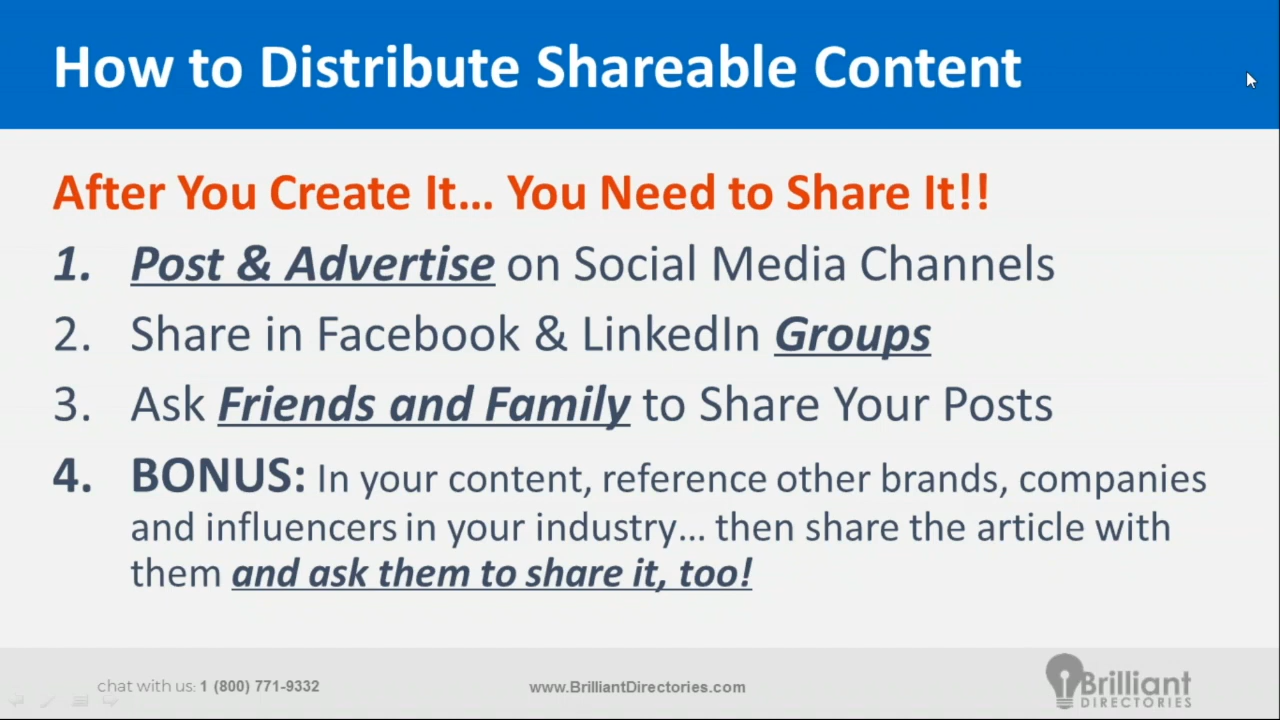 How to Distribute Shareable Content
After You Create It... You Need to Share It!!
1. Post & Advertise on Social Media Channels
2. Share in Facebook & LinkedIn Groups
3. Ask Friends and Family to Share Your Posts
4. BONUS: In your content, reference other brands, companies
and influencers in your industry... then share the article with
them and ask them to share it, too!
chat with us: 1 (800) 771-9332
www.BrilliantDirectories.com
Brilliant
DIRECTORIES